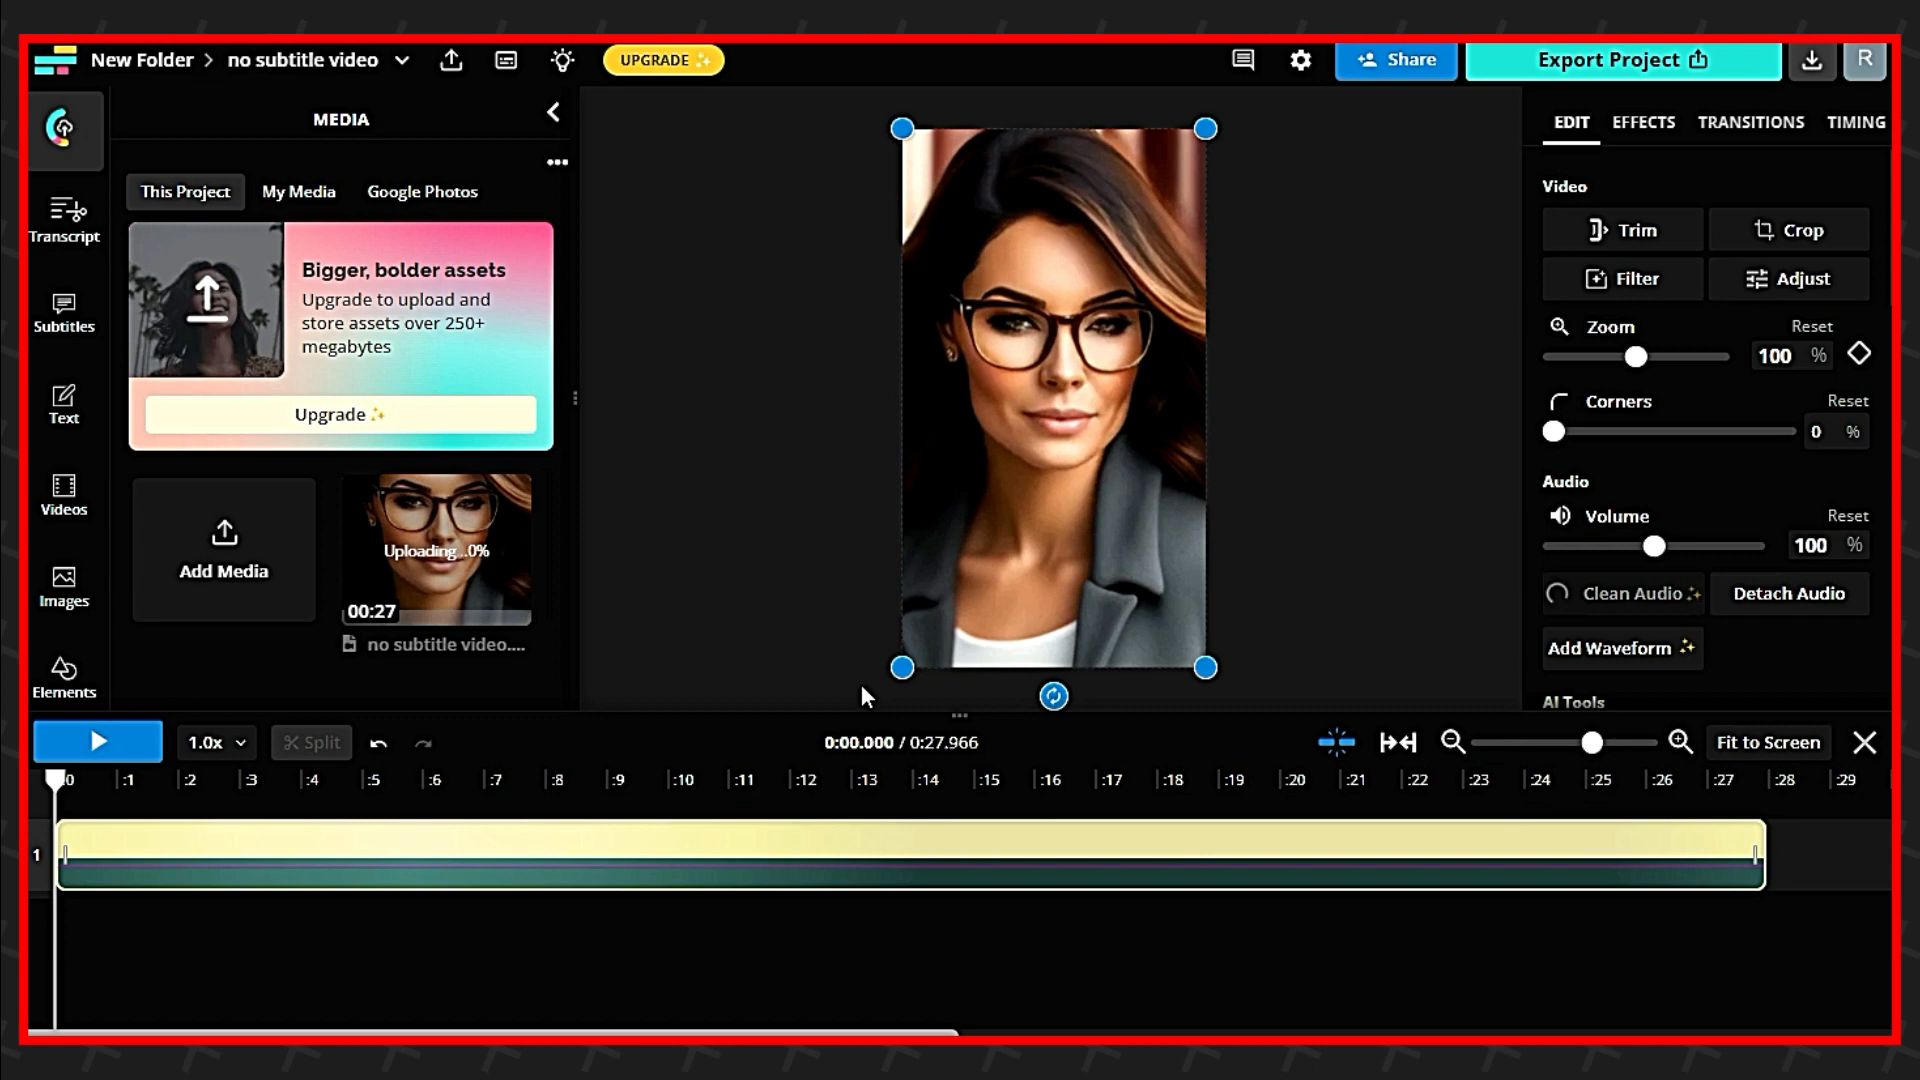 New Folder > no subtitle video
UPGRADE
Share
Export Project
R
MEDIA
This Project
My Media
Google Photos
Bigger, bolder assets
Upgrade to upload and
store assets over 250+
megabytes
Upgrade
Add Media
Uploading...0%
00:27
no subtitle video....
Transcript
Subtitles
Text
Videos
Images
Elements
EDIT
EFFECTS
TRANSITIONS
TIMING
Video
Trim
Crop
Filter
Adjust
Zoom
Reset
100 %
Corners
Reset
0 %
Audio
Volume
Reset
100 %
Clean Audio
Detach Audio
Add Waveform
AI Tools
1.0x
Split
0:00.000 / 0:27.966
Fit to Screen
:0 :1 :2 :3 :4 :5 :6 :7 :8 :9 :10 :11 :12 :13 :14 :15 :16 :17 :18 :19 :20 :21 :22 :23 :24 :25 :26 :27 :28 :29
1